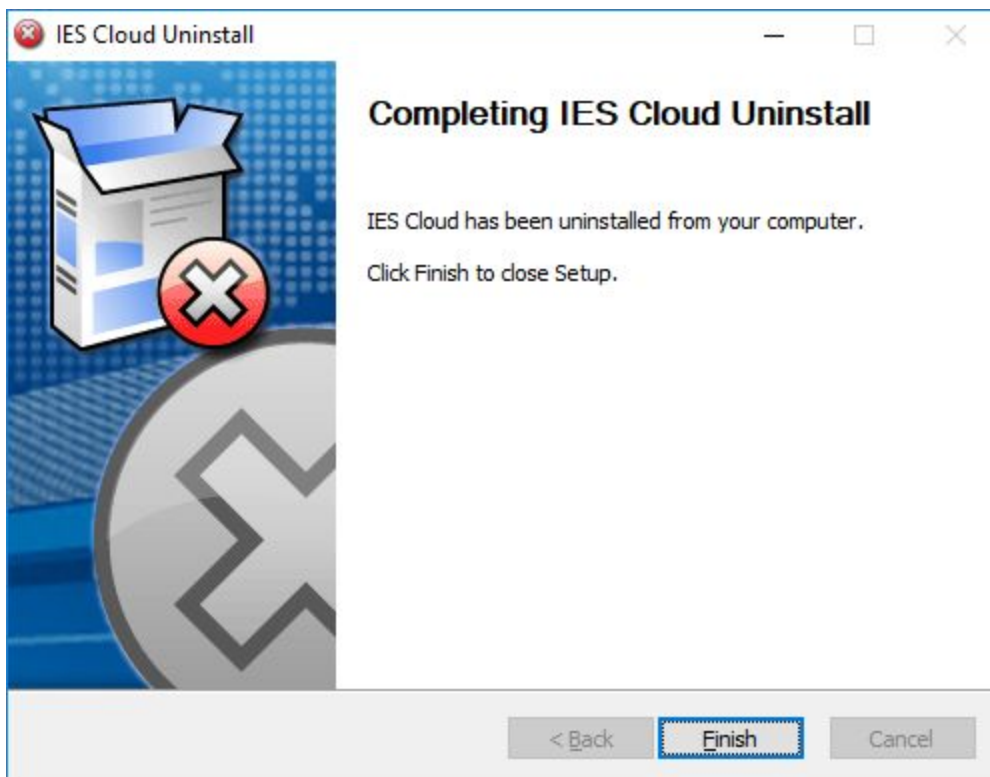 IES Cloud Uninstall
Completing IES Cloud Uninstall
IES Cloud has been uninstalled from your computer.
Click Finish to close Setup.
< Back
Finish
Cancel